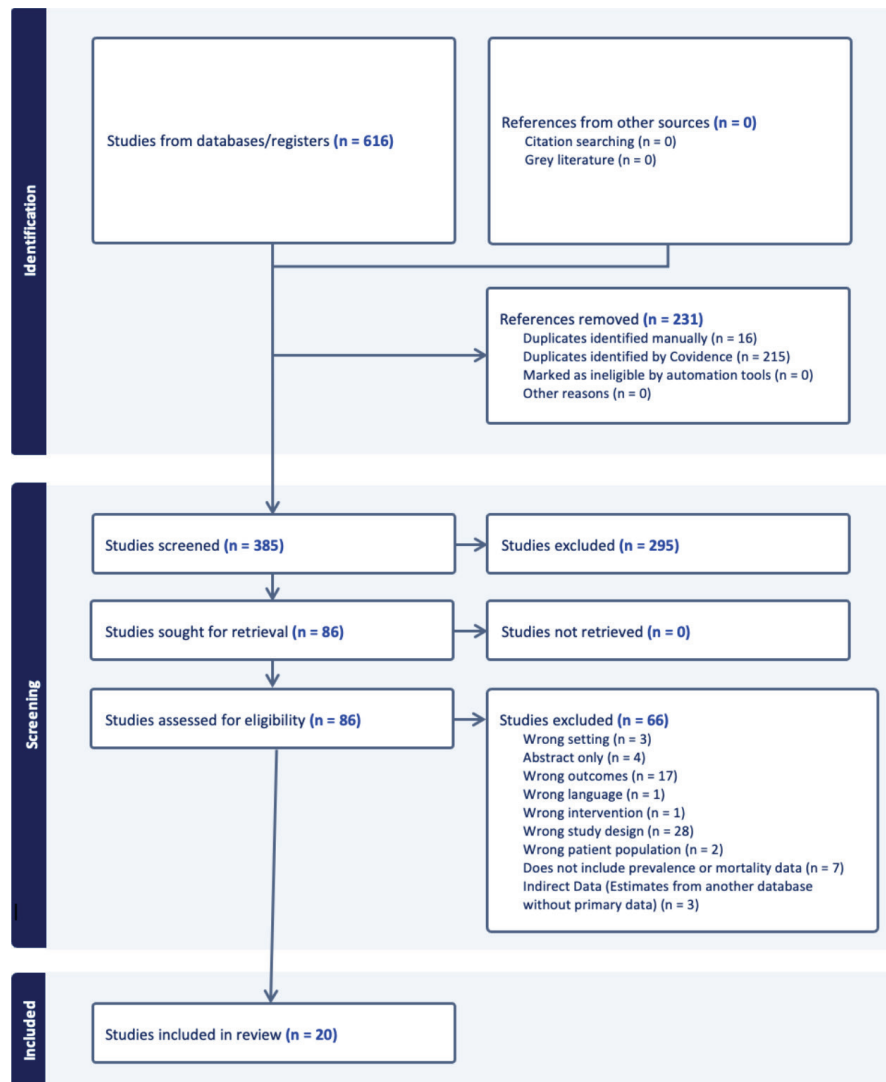 Identification
Studies from databases/registers (n = 616)
References from other sources (n = 0)
Citation searching (n = 0)
Grey literature (n = 0)
References removed (n = 231)
Duplicates identified manually (n = 16)
Duplicates identified by Covidence (n = 215)
Marked as ineligible by automation tools (n = 0)
Other reasons (n = 0)
Screening
Studies screened (n = 385)
Studies excluded (n = 295)
Studies sought for retrieval (n = 86)
Studies not retrieved (n = 0)
Studies assessed for eligibility (n = 86)
Studies excluded (n = 66)
Wrong setting (n = 3)
Abstract only (n = 4)
Wrong outcomes (n = 17)
Wrong language (n = 1)
Wrong intervention (n = 1)
Wrong study design (n = 28)
Wrong patient population (n = 2)
Does not include prevalence or mortality data (n = 7)
Indirect Data (Estimates from another database
without primary data) (n = 3)
Included
Studies included in review (n = 20)